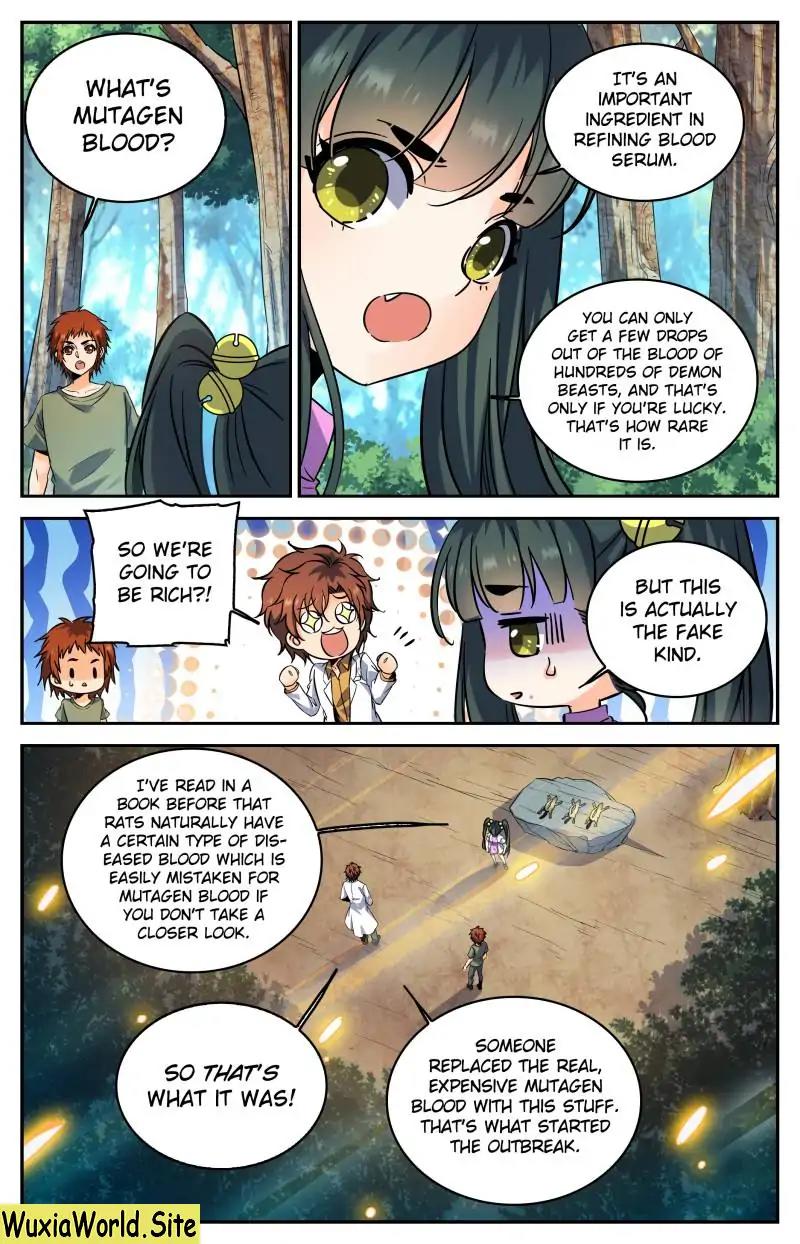 WHAT'S
MUTAGEN
BLOOD?
IT'S AN
IMPORTANT
INGREDIENT IN
REFINING BLOOD
SERUM.
YOU CAN ONLY
GET A FEW DROPS
OUT OF THE BLOOD OF
HUNDREDS OF DEMON
BEASTS, AND THAT'S
ONLY IF YOU'RE LUCKY.
THAT'S HOW RARE
IT IS.
SO WE'RE
GOING TO
BE RICH?!
BUT THIS
IS ACTUALLY
THE FAKE
KIND.
I'VE READ IN A
BOOK BEFORE THAT
RATS NATURALLY HAVE
A CERTAIN TYPE OF DIS-
EASED BLOOD WHICH IS
EASILY MISTAKEN FOR
MUTAGEN BLOOD IF
YOU DON'T TAKE A
CLOSER LOOK.
SO THAT'S
WHAT IT WAS!
SOMEONE
REPLACED THE REAL,
EXPENSIVE MUTAGEN
BLOOD WITH THIS STUFF.
THAT'S WHAT STARTED
THE OUTBREAK.
WuxiaWorld.Site